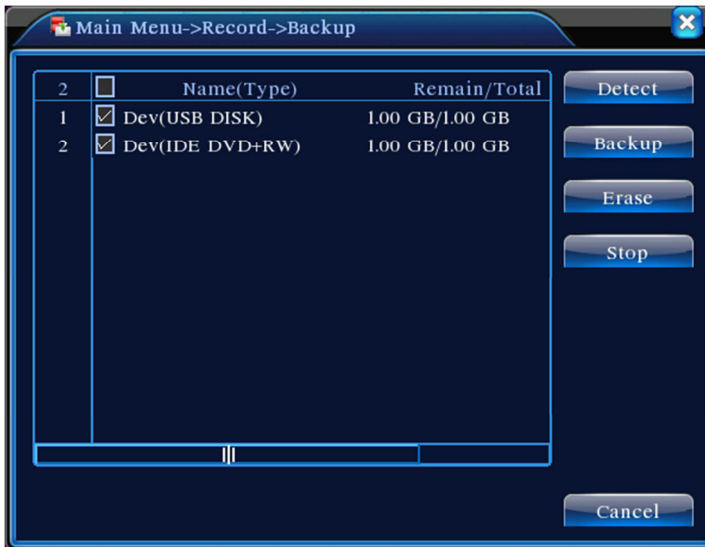 Main Menu->Record->Backup
2 Name(Type) Remain/Total
1 Dev(USB DISK) 1.00 GB/1.00 GB
2 Dev(IDE DVD+RW) 1.00 GB/1.00 GB
Detect
Backup
Erase
Stop
Cancel